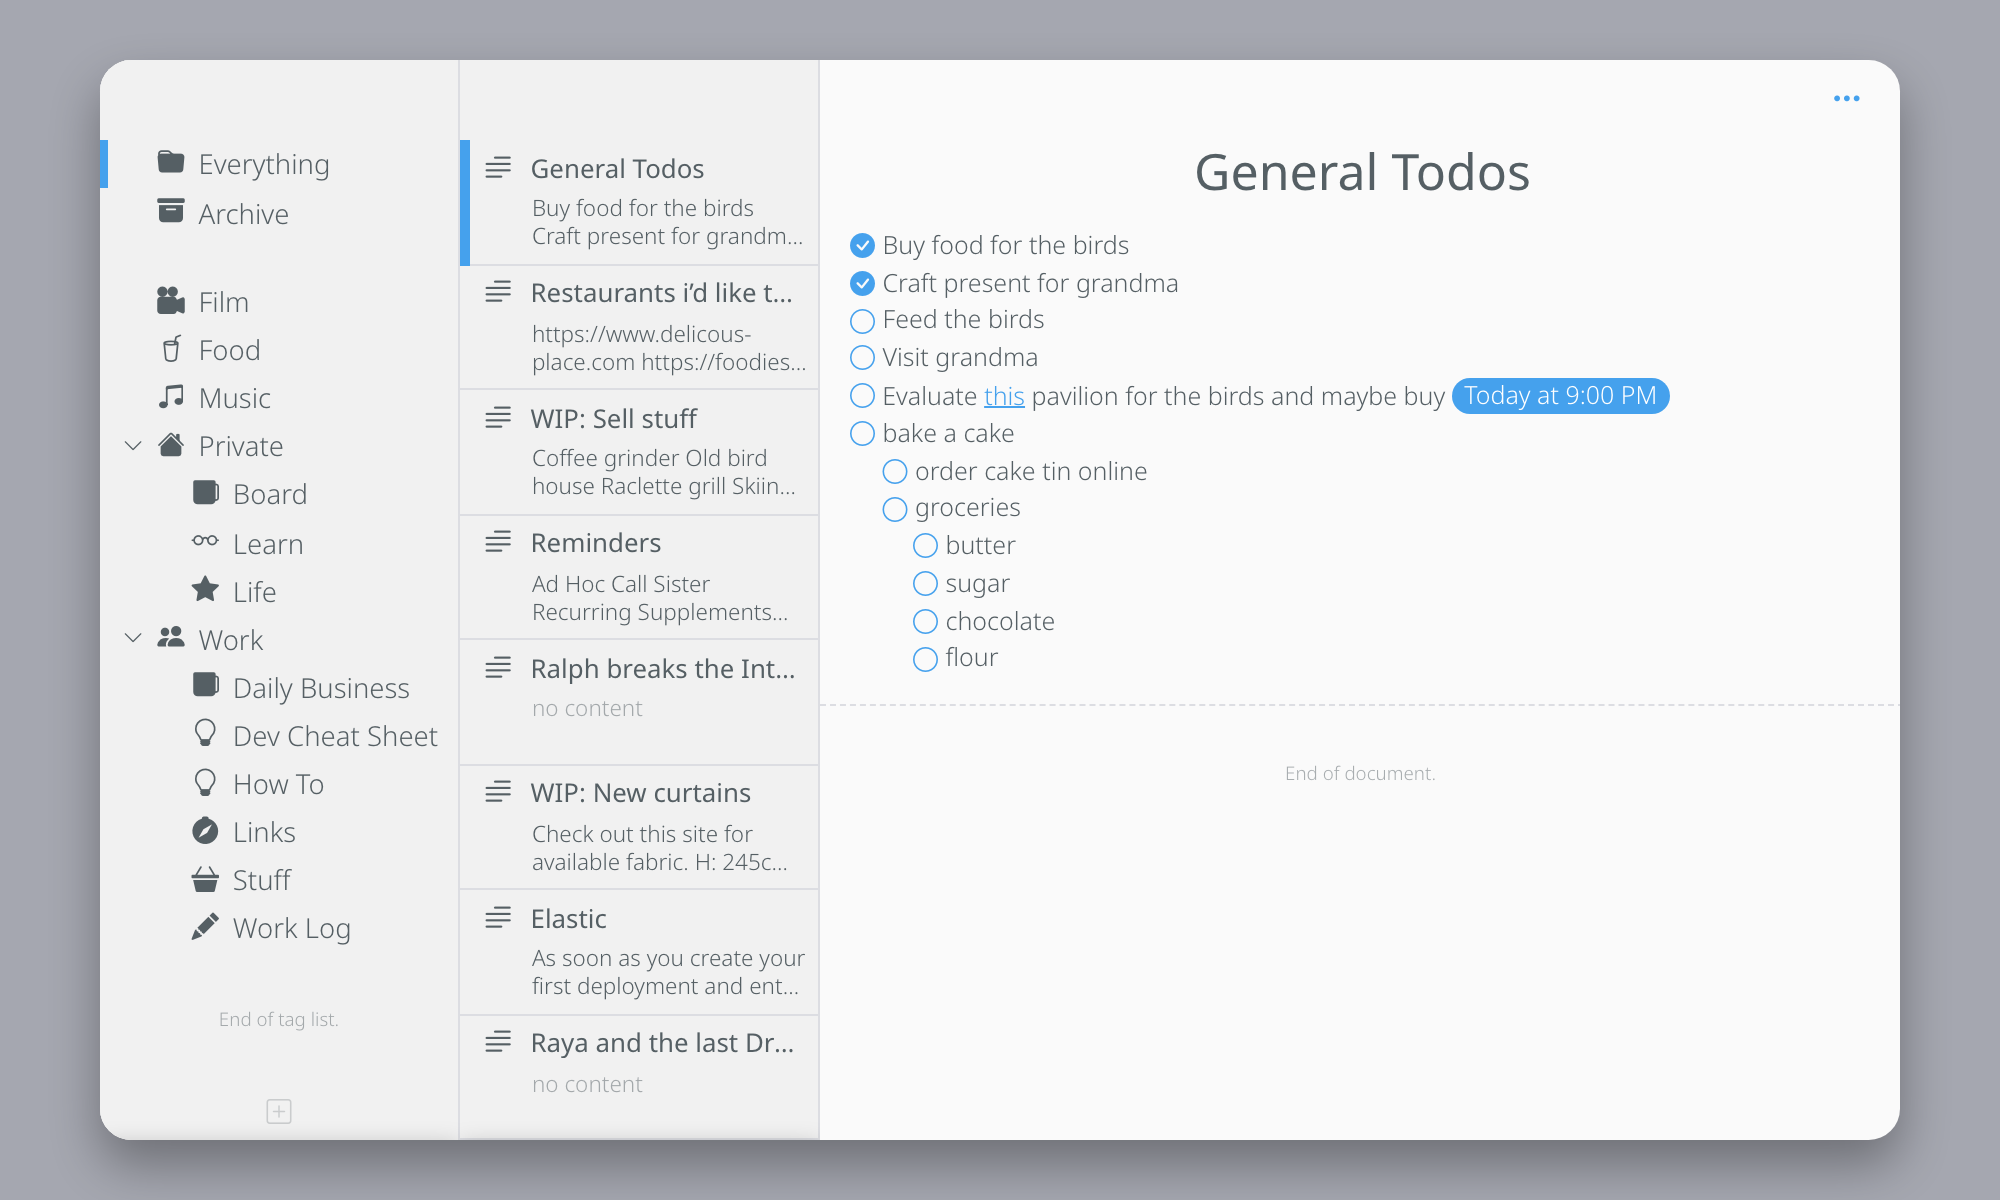 Everything
Archive
Film
Food
Music
Private
Board
Learn
Life
Work
Daily Business
Dev Cheat Sheet
How To
Links
Stuff
Work Log
End of tag list.
General Todos
Buy food for the birds
Craft present for grandm...
Restaurants i’d like t...
https://www.delicous-
place.com https://foodies...
WIP: Sell stuff
Coffee grinder Old bird
house Raclette grill Skiin...
Reminders
Ad Hoc Call Sister
Recurring Supplements...
Ralph breaks the Int...
no content
WIP: New curtains
Check out this site for
available fabric. H: 245c...
Elastic
As soon as you create your
first deployment and ent...
Raya and the last Dr...
no content
General Todos
Buy food for the birds
Craft present for grandma
Feed the birds
Visit grandma
Evaluate this pavilion for the birds and maybe buy Today at 9:00 PM
bake a cake
order cake tin online
groceries
butter
sugar
chocolate
flour
End of document.